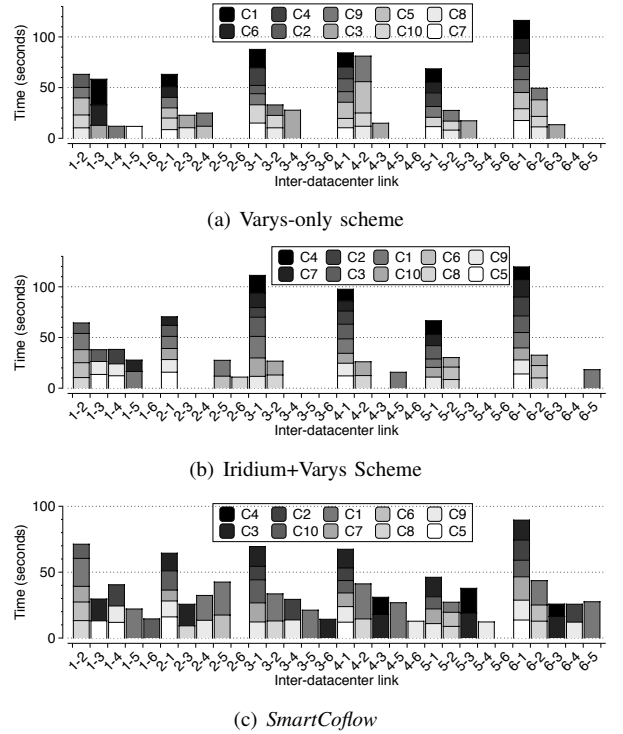 C1 C4 C9 C5 C8
C6 C2 C3 C10 C7
Time (seconds)
100
50
0
1-2 1-3 1-4 1-5 1-6 2-1 2-3 2-4 2-5 2-6 3-1 3-2 3-4 3-5 3-6 4-1 4-2 4-3 4-5 4-6 5-1 5-2 5-3 5-4 5-6 6-1 6-2 6-3 6-4 6-5
Inter-datacenter link
(a) Varys-only scheme
C4 C2 C1 C6 C9
C7 C3 C10 C8 C5
Time (seconds)
100
50
0
1-2 1-3 1-4 1-5 1-6 2-1 2-3 2-4 2-5 2-6 3-1 3-2 3-4 3-5 3-6 4-1 4-2 4-3 4-5 4-6 5-1 5-2 5-3 5-4 5-6 6-1 6-2 6-3 6-4 6-5
Inter-datacenter link
(b) Iridium+Varys Scheme
C4 C2 C1 C6 C9
C3 C10 C7 C8 C5
Time (seconds)
100
50
0
1-2 1-3 1-4 1-5 1-6 2-1 2-3 2-4 2-5 2-6 3-1 3-2 3-4 3-5 3-6 4-1 4-2 4-3 4-5 4-6 5-1 5-2 5-3 5-4 5-6 6-1 6-2 6-3 6-4 6-5
Inter-datacenter link
(c) SmartCoflow